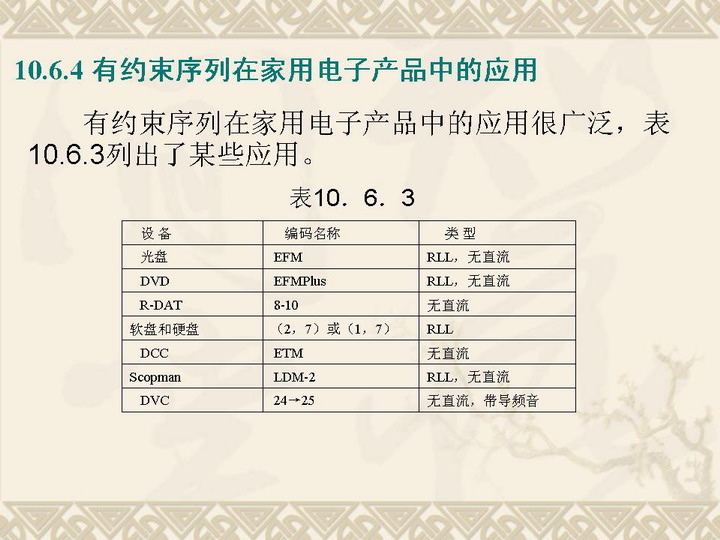 10.6.4 有约束序列在家用电子产品中的应用
有约束序列在家用电子产品中的应用很广泛，表
10.6.3列出了某些应用。
表10．6．3
设 备 编码名称 类 型
光盘 EFM RLL，无直流
DVD EFMPlus RLL，无直流
R-DAT 8-10 无直流
软盘和硬盘 （2，7）或（1，7） RLL
DCC ETM 无直流
Scopman LDM-2 RLL，无直流
DVC 24→25 无直流，带导频音